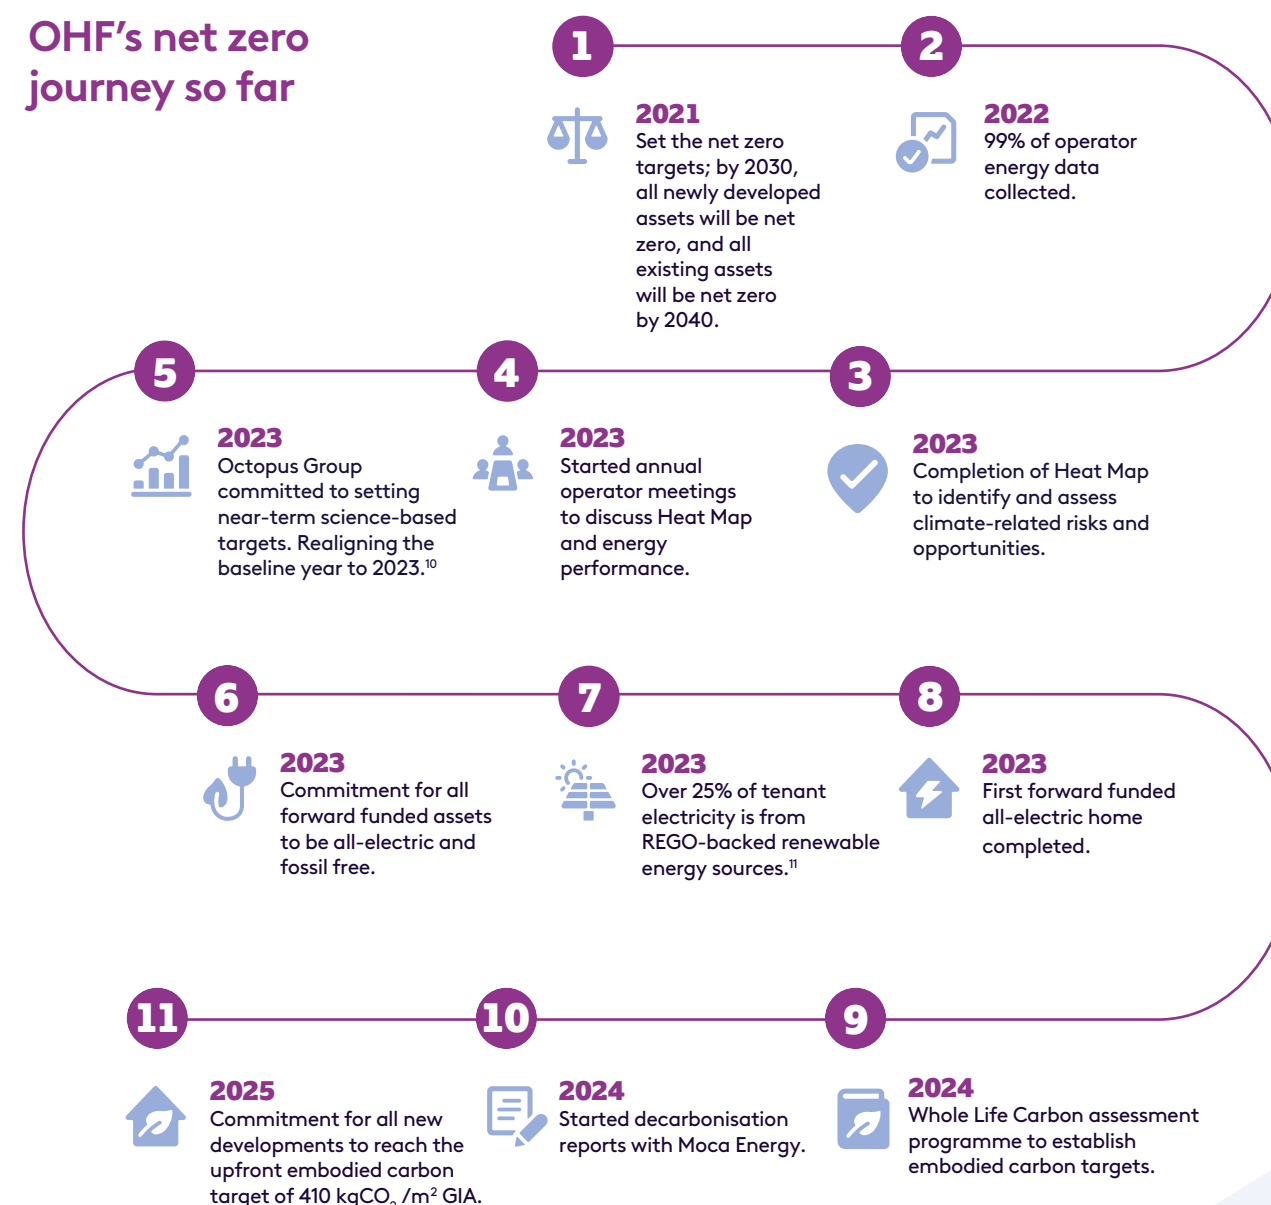 OHF's net zero
journey so far
1
2021
Set the net zero
targets; by 2030,
all newly developed
assets will be net
zero, and all
existing assets
will be net zero
by 2040.
2
2022
99% of operator
energy data
collected.
3
2023
Completion of Heat Map
to identify and assess
climate-related risks and
opportunities.
4
2023
Started annual
operator meetings
to discuss Heat Map
and energy
performance.
5
2023
Octopus Group
committed to setting
near-term science-based
targets. Realigning the
baseline year to 2023.¹⁰
6
2023
Commitment for all
forward funded assets
to be all-electric and
fossil free.
7
2023
Over 25% of tenant
electricity is from
REGO-backed renewable
energy sources.¹¹
8
2023
First forward funded
all-electric home
completed.
9
2024
Whole Life Carbon assessment
programme to establish
embodied carbon targets.
10
2024
Started decarbonisation
reports with Moca Energy.
11
2025
Commitment for all new
developments to reach the
upfront embodied carbon
target of 410 kgCO₂ /m² GIA.